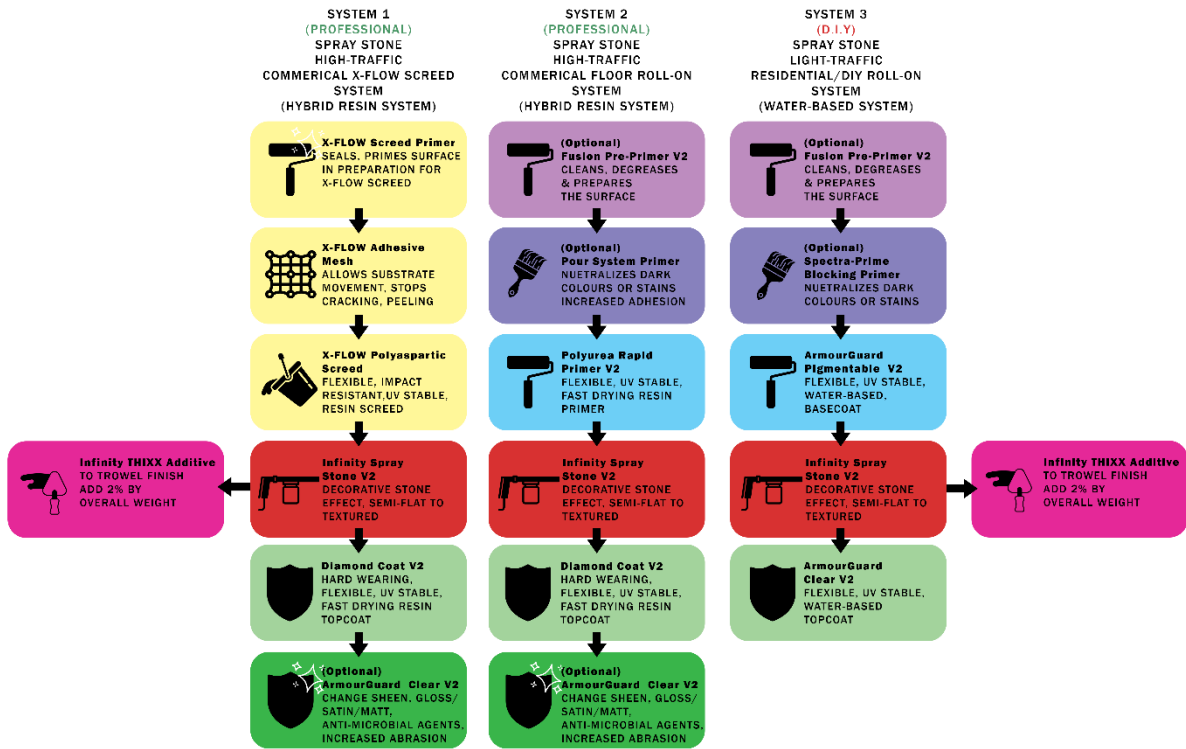 SYSTEM 1
(PROFESSIONAL)
SPRAY STONE
HIGH-TRAFFIC
COMMERICAL X-FLOW SCREED
SYSTEM
(HYBRID RESIN SYSTEM)
X-FLOW Screed Primer
SEALS, PRIMES SURFACE
IN PREPARATION FOR
X-FLOW SCREED
X-FLOW Adhesive
Mesh
ALLOWS SUBSTRATE
MOVEMENT, STOPS
CRACKING, PEELING
X-FLOW Polyaspartic
Screed
FLEXIBLE, IMPACT
RESISTANT,UV STABLE,
RESIN SCREED
Infinity Spray
Stone V2
DECORATIVE STONE
EFFECT, SEMI-FLAT TO
TEXTURED
Infinity THIXX Additive
TO TROWEL FINISH
ADD 2% BY
OVERALL WEIGHT
Diamond Coat V2
HARD WEARING,
FLEXIBLE, UV STABLE,
FAST DRYING RESIN
TOPCOAT
(Optional)
ArmourGuard Clear V2
CHANGE SHEEN, GLOSS/
SATIN/MATT,
ANTI-MICROBIAL AGENTS,
INCREASED ABRASION
SYSTEM 2
(PROFESSIONAL)
SPRAY STONE
HIGH-TRAFFIC
COMMERICAL FLOOR ROLL-ON
SYSTEM
(HYBRID RESIN SYSTEM)
(Optional)
Fusion Pre-Primer V2
CLEANS, DEGREASES
& PREPARES
THE SURFACE
(Optional)
Pour System Primer
NUETRALIZES DARK
COLOURS OR STAINS
INCREASED ADHESION
Polyurea Rapid
Primer V2
FLEXIBLE, UV STABLE,
FAST DRYING RESIN
PRIMER
Infinity Spray
Stone V2
DECORATIVE STONE
EFFECT, SEMI-FLAT TO
TEXTURED
Diamond Coat V2
HARD WEARING,
FLEXIBLE, UV STABLE,
FAST DRYING RESIN
TOPCOAT
(Optional)
ArmourGuard Clear V2
CHANGE SHEEN, GLOSS/
SATIN/MATT,
ANTI-MICROBIAL AGENTS,
INCREASED ABRASION
SYSTEM 3
(D.I.Y)
SPRAY STONE
LIGHT-TRAFFIC
RESIDENTIAL/DIY ROLL-ON
SYSTEM
(WATER-BASED SYSTEM)
(Optional)
Fusion Pre-Primer V2
CLEANS, DEGREASES
& PREPARES
THE SURFACE
(Optional)
Spectra-Prime
Blocking Primer
NUETRALIZES DARK
COLOURS OR STAINS
ArmourGuard
Pigmentable V2
FLEXIBLE, UV STABLE,
WATER-BASED,
BASECOAT
Infinity Spray
Stone V2
DECORATIVE STONE
EFFECT, SEMI-FLAT TO
TEXTURED
Infinity THIXX Additive
TO TROWEL FINISH
ADD 2% BY
OVERALL WEIGHT
ArmourGuard
Clear V2
FLEXIBLE, UV STABLE,
WATER-BASED
TOPCOAT